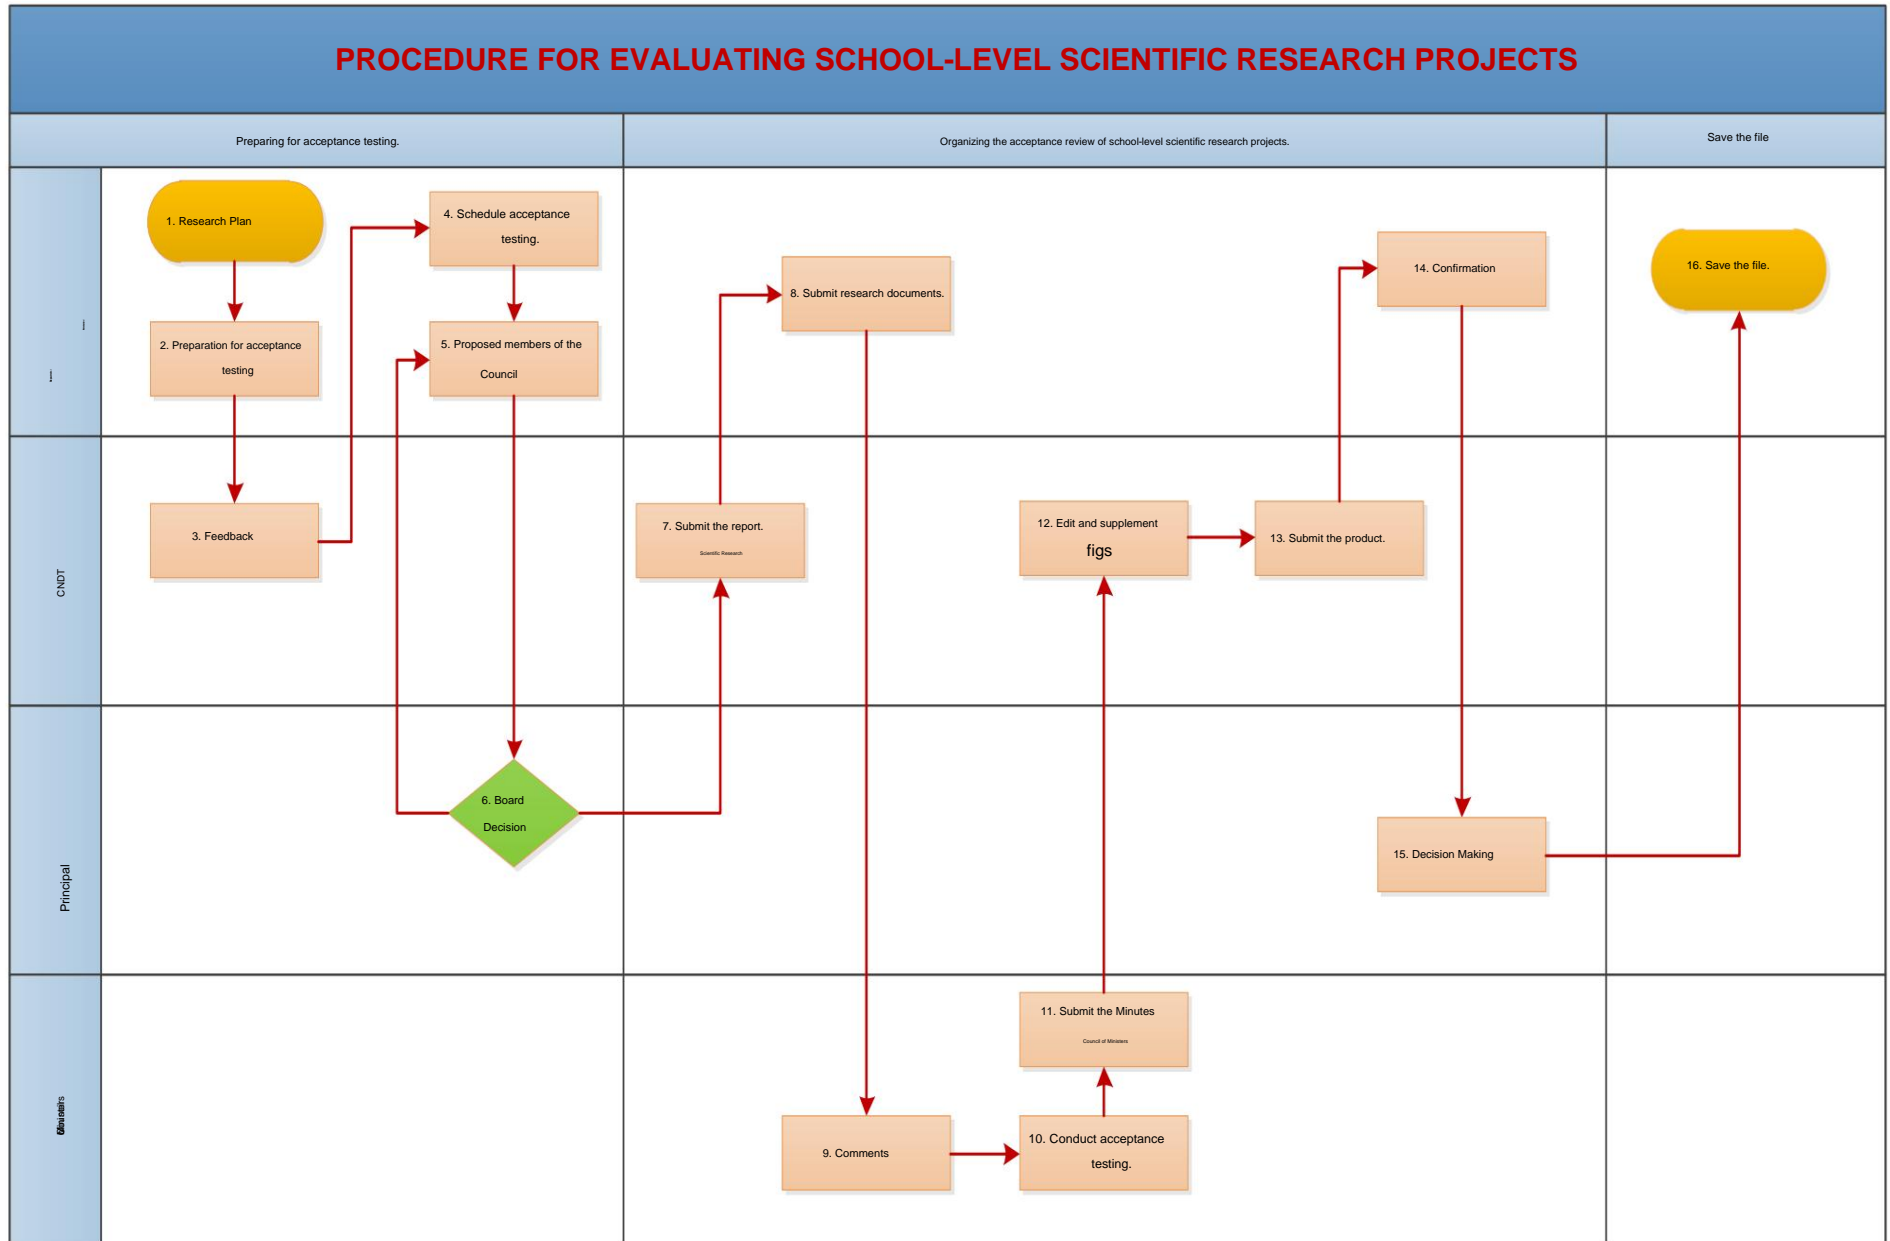 PROCEDURE FOR EVALUATING SCHOOL-LEVEL SCIENTIFIC RESEARCH PROJECTS
Preparing for acceptance testing.
Organizing the acceptance review of school-level scientific research projects.
Save the file
1. Research Plan
4. Schedule acceptance
testing.
2. Preparation for acceptance
testing
5. Proposed members of the
Council
8. Submit research documents.
14. Confirmation
16. Save the file.
CNDT
3. Feedback
7. Submit the report.
Scientific Research
12. Edit and supplement
figs
13. Submit the product.
Principal
6. Board
Decision
15. Decision Making
11. Submit the Minutes
Council of Ministers
9. Comments
10. Conduct acceptance
testing.